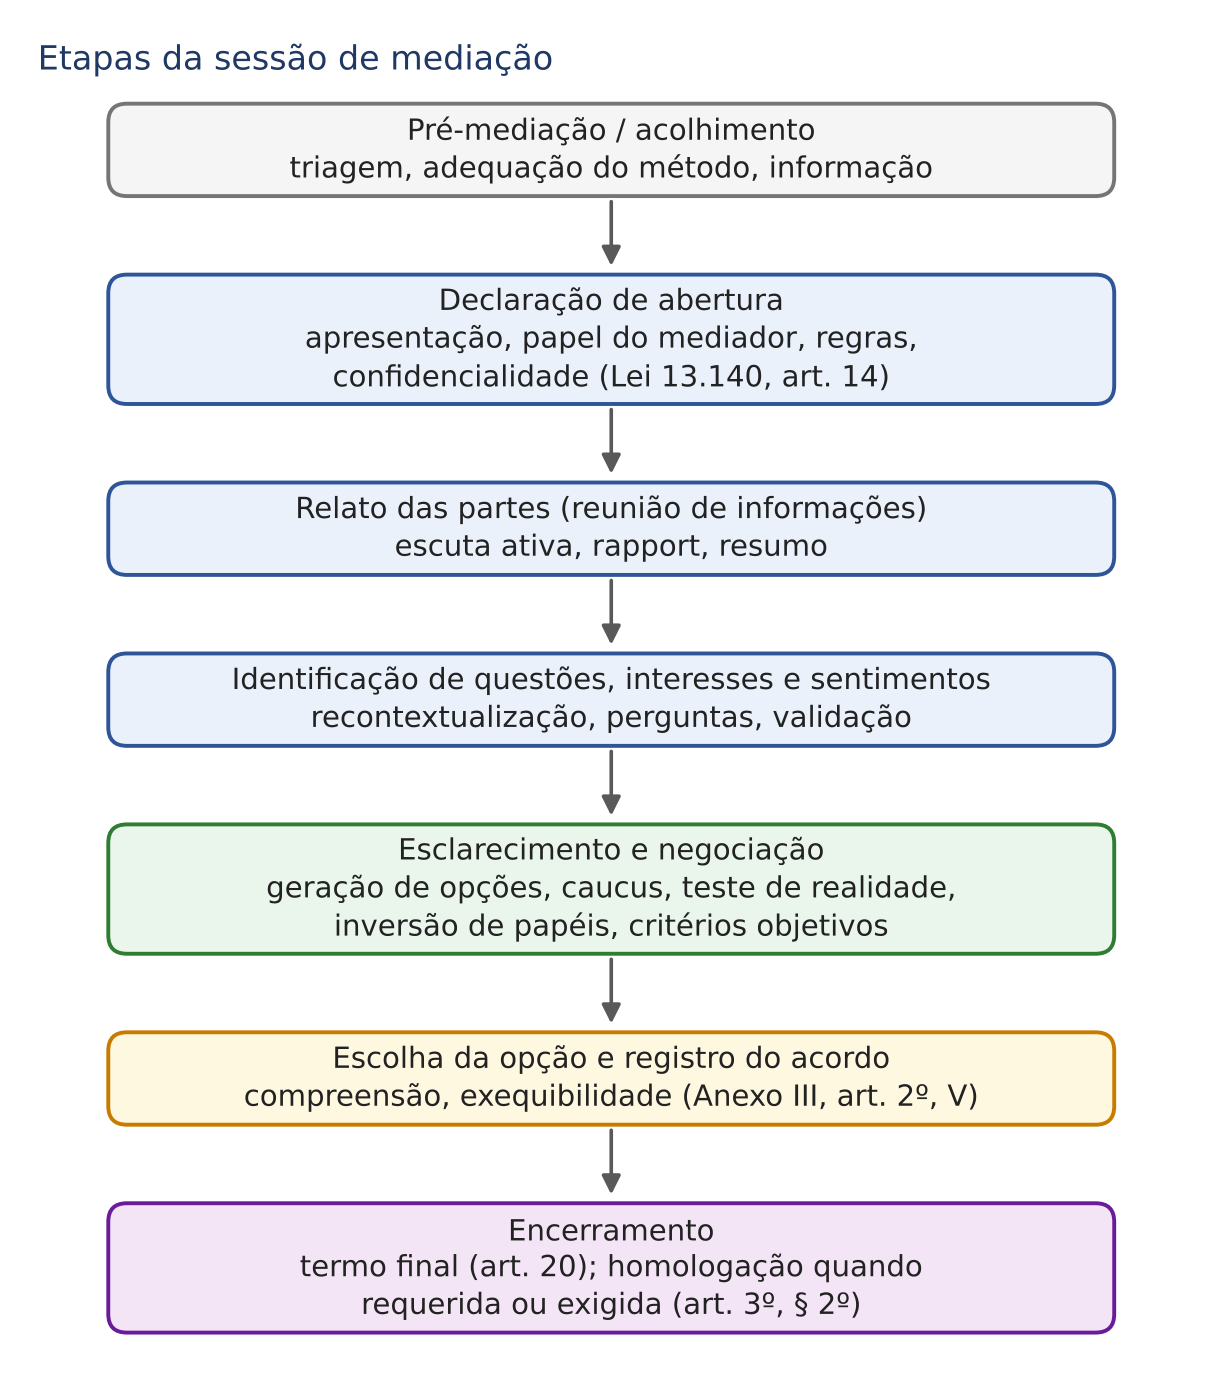 Etapas da sessão de mediação
Pré-mediação / acolhimento
triagem, adequação do método, informação
Declaração de abertura
apresentação, papel do mediador, regras,
confidencialidade (Lei 13.140, art. 14)
Relato das partes (reunião de informações)
escuta ativa, rapport, resumo
Identificação de questões, interesses e sentimentos
recontextualização, perguntas, validação
Esclarecimento e negociação
geração de opções, caucus, teste de realidade,
inversão de papéis, critérios objetivos
Escolha da opção e registro do acordo
compreensão, exequibilidade (Anexo III, art. 2º, V)
Encerramento
termo final (art. 20); homologação quando
requerida ou exigida (art. 3º, § 2º)